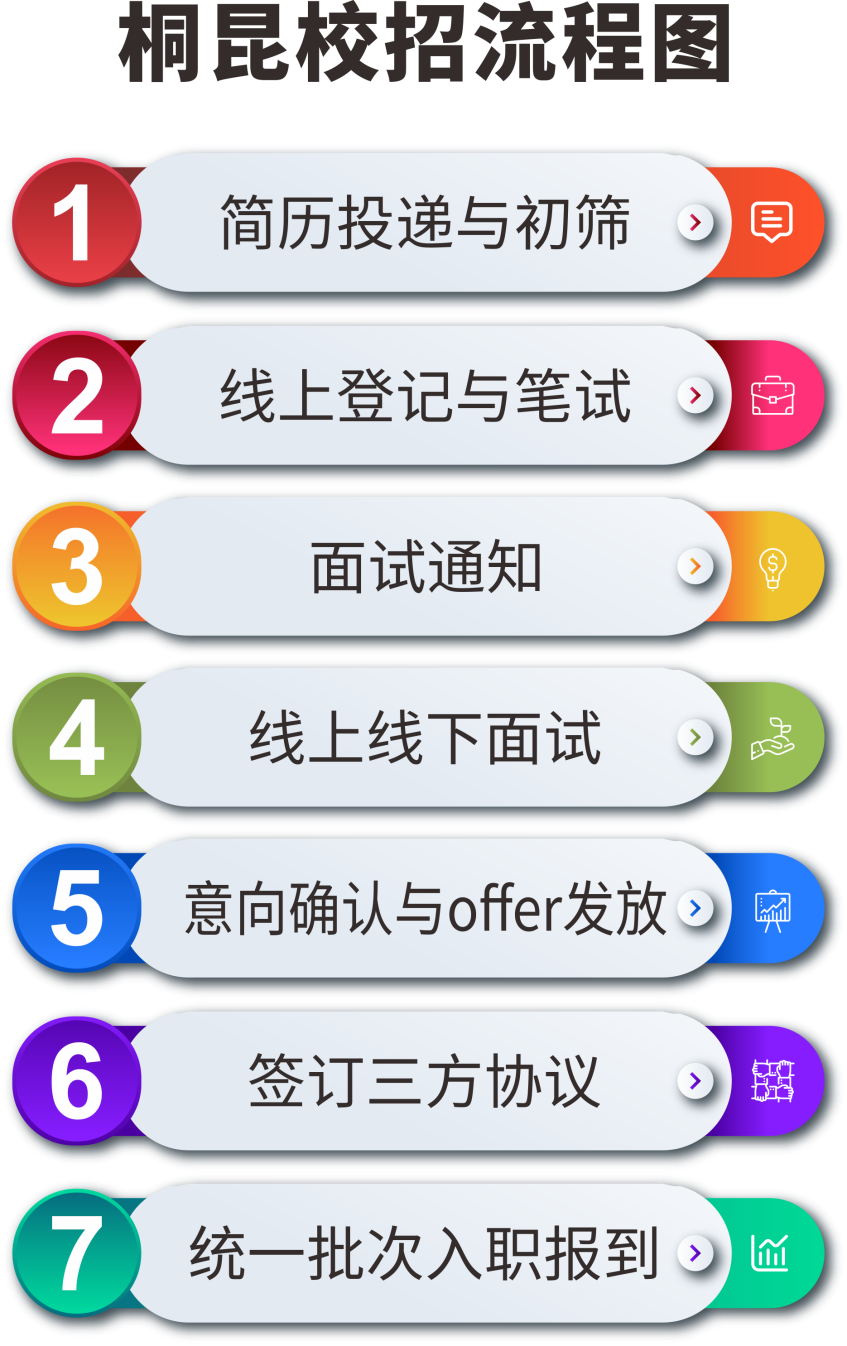 桐昆校招流程图
1 简历投递与初筛
2 线上登记与笔试
3 面试通知
4 线上线下面试
5 意向确认与offer发放
6 签订三方协议
7 统一批次入职报到